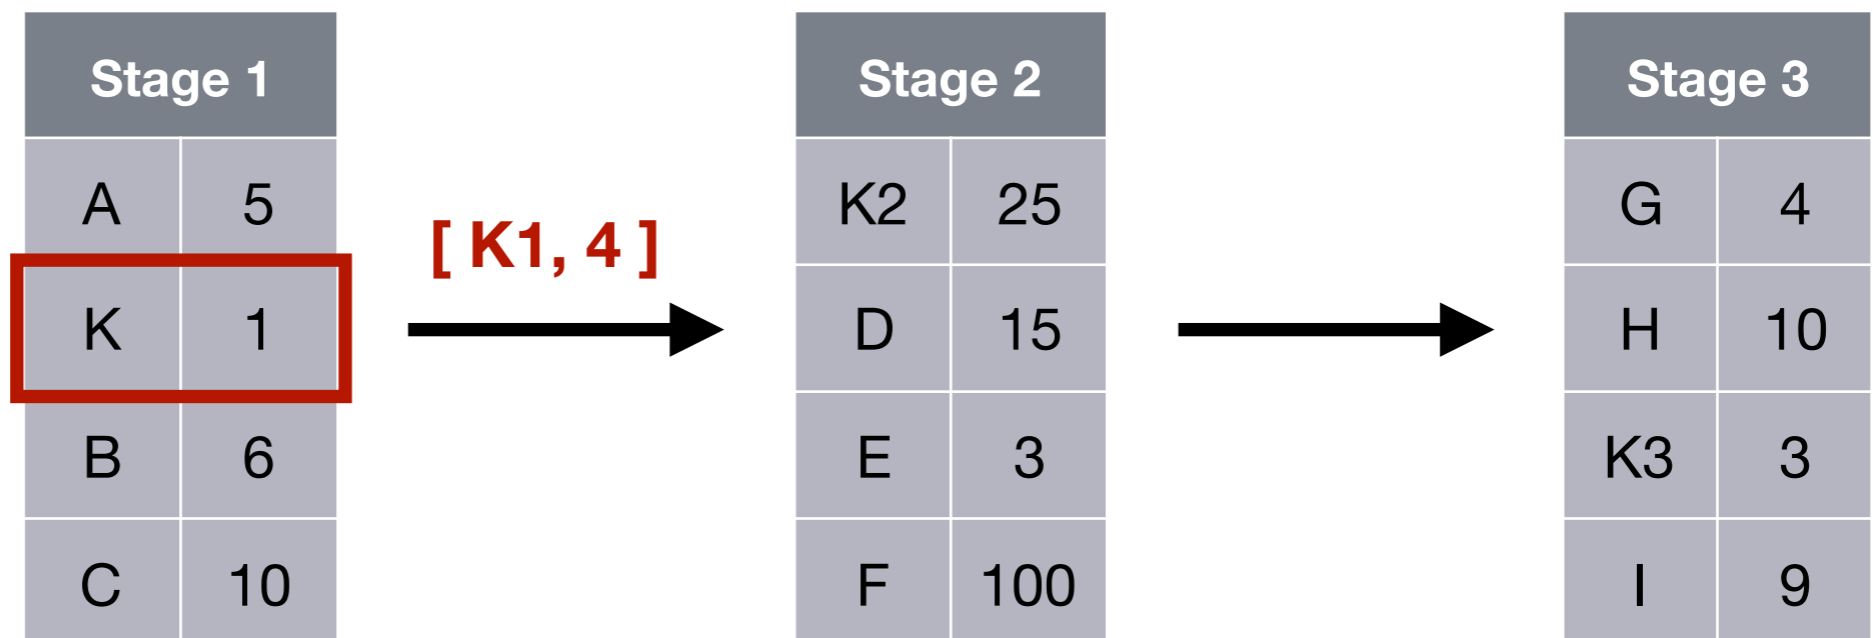 Stage 1 Stage 2 Stage 3
A 5 K2 25 G 4
[ K1, 4 ]
K 1 D 15 H 10
B 6 E 3 K3 3
C 10 F 100 I 9